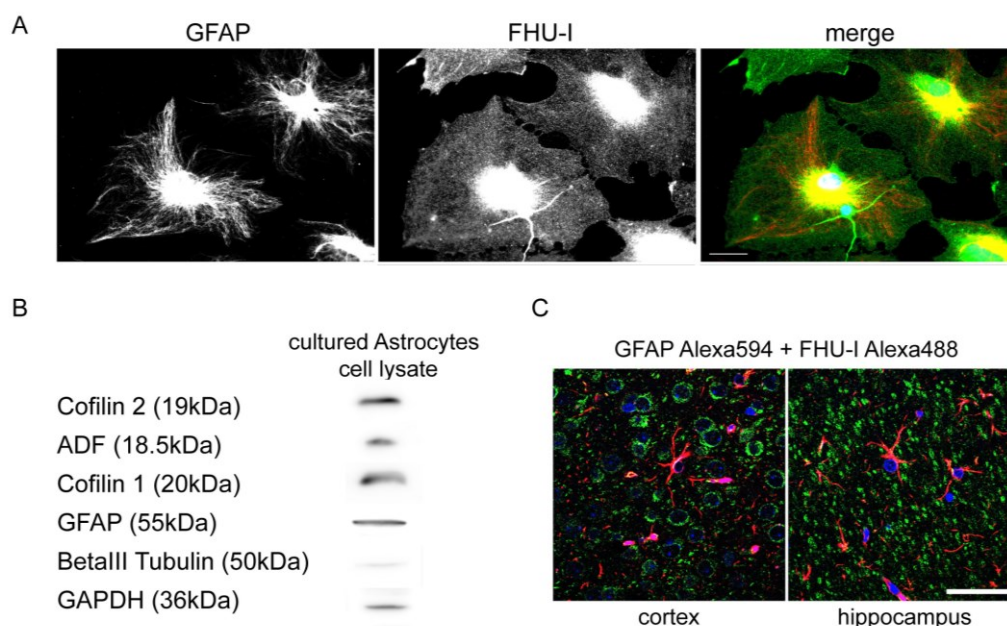 A
GFAP
FHU-I
merge
B
cultured Astrocytes
cell lysate
Cofilin 2 (19kDa)
ADF (18.5kDa)
Cofilin 1 (20kDa)
GFAP (55kDa)
BetaIII Tubulin (50kDa)
GAPDH (36kDa)
C
GFAP Alexa594 + FHU-I Alexa488
cortex
hippocampus